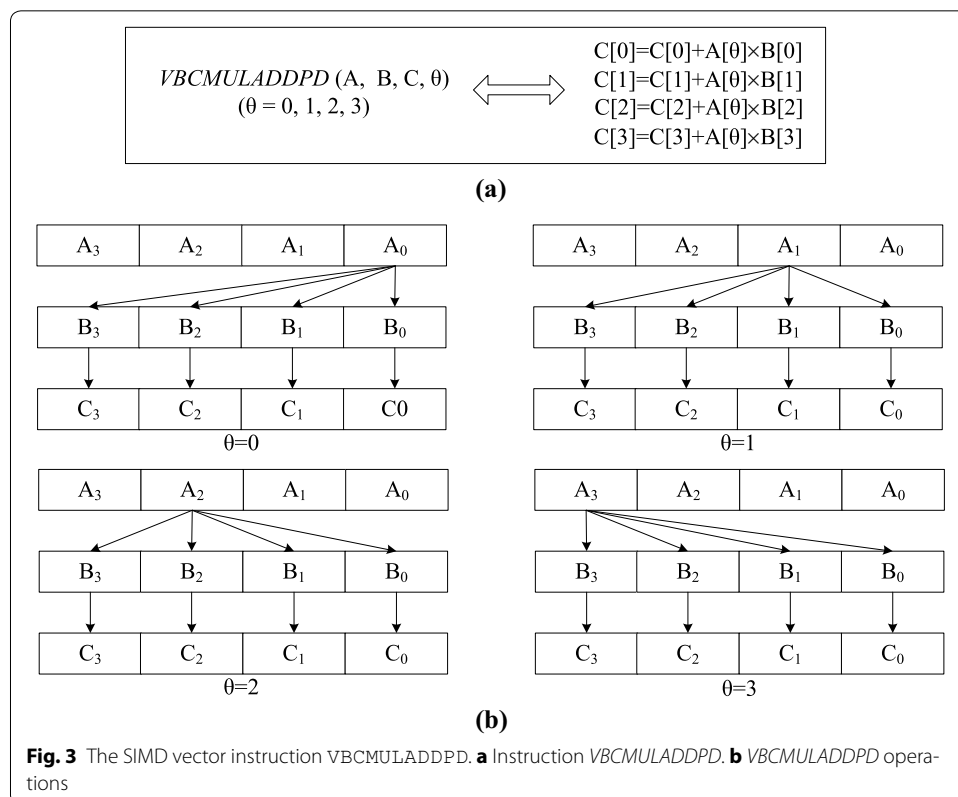 VBCMULADDPD (A, B, C, θ)
(θ = 0, 1, 2, 3)
C[0]=C[0]+A[θ]×B[0]
C[1]=C[1]+A[θ]×B[1]
C[2]=C[2]+A[θ]×B[2]
C[3]=C[3]+A[θ]×B[3]
(a)
A₃ A₂ A₁ A₀
B₃ B₂ B₁ B₀
C₃ C₂ C₁ C0
θ=0
A₃ A₂ A₁ A₀
B₃ B₂ B₁ B₀
C₃ C₂ C₁ C₀
θ=1
A₃ A₂ A₁ A₀
B₃ B₂ B₁ B₀
C₃ C₂ C₁ C₀
θ=2
A₃ A₂ A₁ A₀
B₃ B₂ B₁ B₀
C₃ C₂ C₁ C₀
θ=3
(b)
Fig. 3 The SIMD vector instruction VBCMULADDPD. a Instruction VBCMULADDPD. b VBCMULADDPD opera-
tions